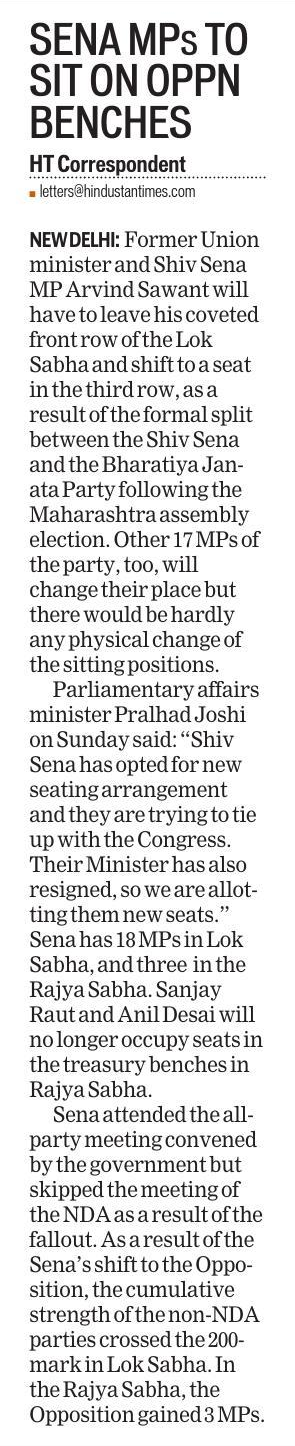 SENA MPs TO
SIT ON OPPN
BENCHES
HT Correspondent
letters@hindustantimes.com
NEW DELHI: Former Union
minister and Shiv Sena
MP Arvind Sawant will
have to leave his coveted
front row of the Lok
Sabha and shift to a seat
in the third row, as a
result of the formal split
between the Shiv Sena
and the Bharatiya Jan-
ata Party following the
Maharashtra assembly
election. Other 17 MPs of
the party, too, will
change their place but
there would be hardly
any physical change of
the sitting positions.
Parliamentary affairs
minister Pralhad Joshi
on Sunday said: “Shiv
Sena has opted for new
seating arrangement
and they are trying to tie
up with the Congress.
Their Minister has also
resigned, so we are allot-
ting them new seats.”
Sena has 18 MPs in Lok
Sabha, and three in the
Rajya Sabha. Sanjay
Raut and Anil Desai will
no longer occupy seats in
the treasury benches in
Rajya Sabha.
Sena attended the all-
party meeting convened
by the government but
skipped the meeting of
the NDA as a result of the
fallout. As a result of the
Sena’s shift to the Oppo-
sition, the cumulative
strength of the non-NDA
parties crossed the 200-
mark in Lok Sabha. In
the Rajya Sabha, the
Opposition gained 3 MPs.